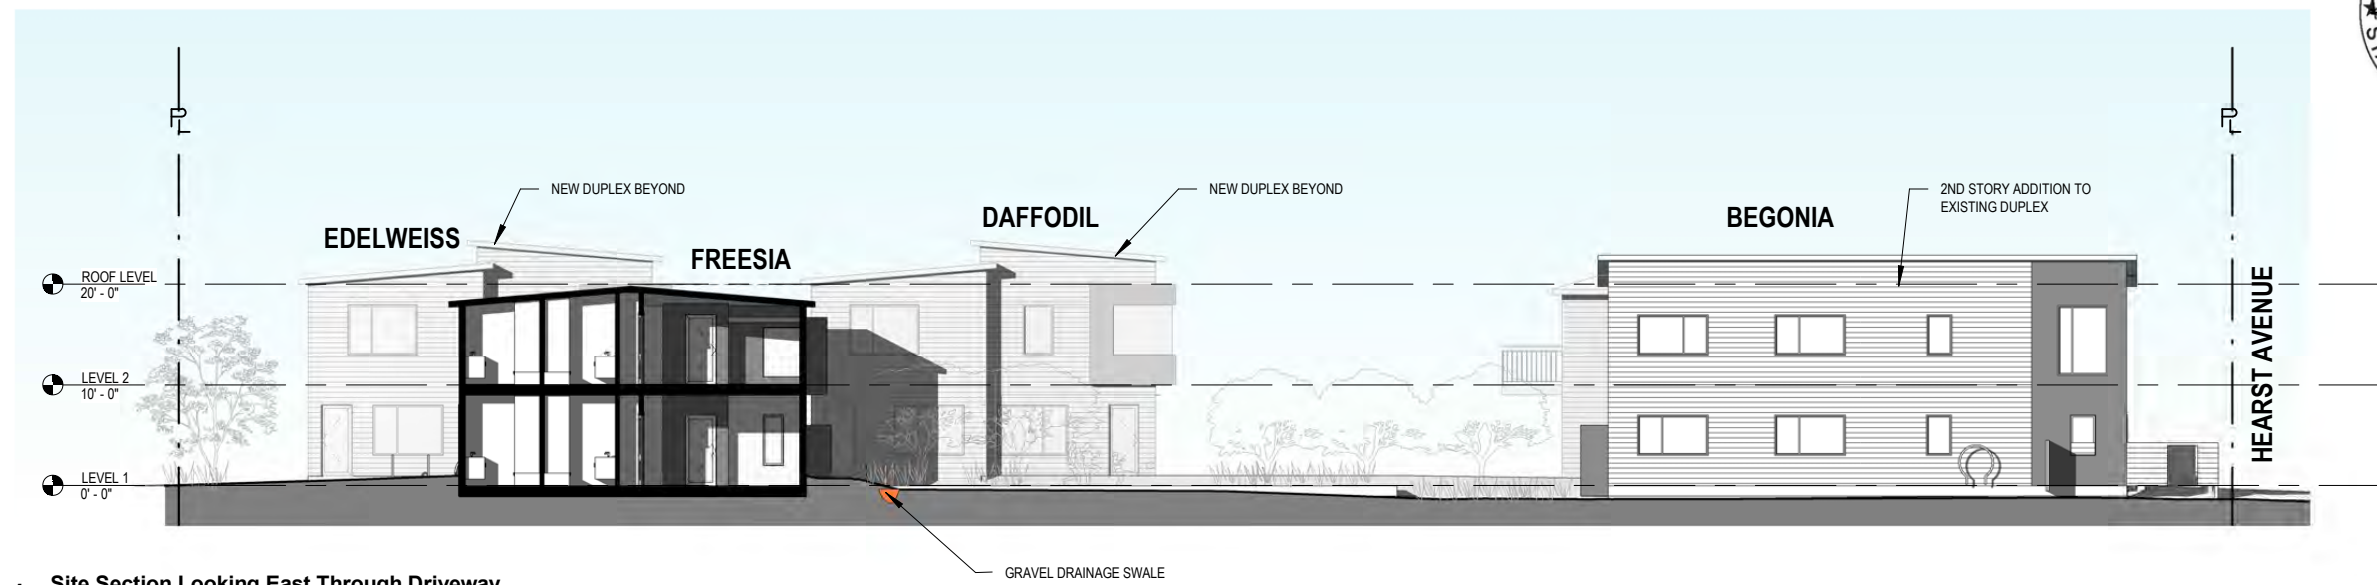 PL
PL
NEW DUPLEX BEYOND
NEW DUPLEX BEYOND
2ND STORY ADDITION TO
EXISTING DUPLEX
EDELWEISS
FREESIA
DAFFODIL
BEGONIA
ROOF LEVEL
20' - 0"
LEVEL 2
10' - 0"
LEVEL 1
0' - 0"
HEARST AVENUE
GRAVEL DRAINAGE SWALE
Site Section Looking East Through Driveway